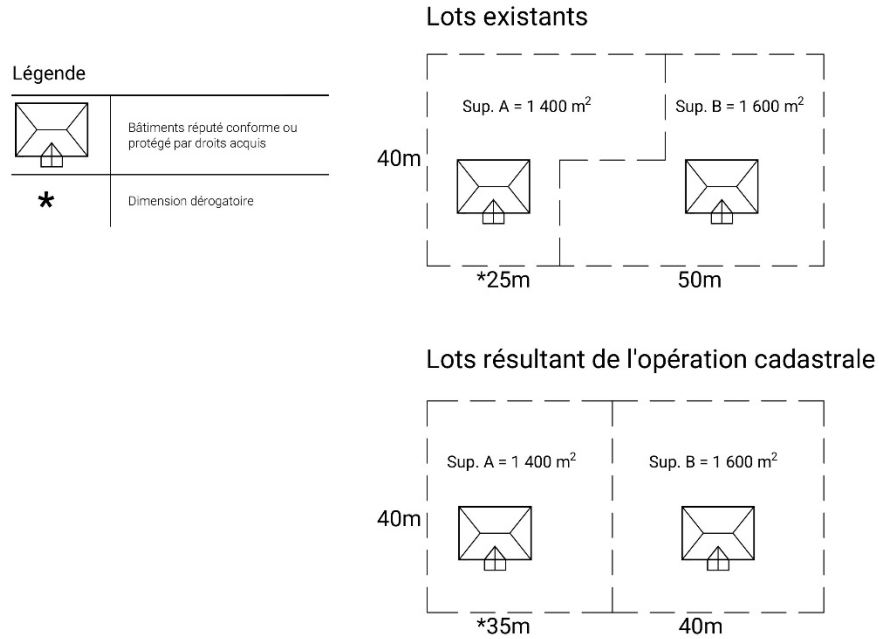 Légende
Bâtiments réputé conforme ou
protégé par droits acquis
*
Dimension dérogatoire
Lots existants
Sup. A = 1 400 m²
Sup. B = 1 600 m²
40m
*25m
50m
Lots résultant de l'opération cadastrale
Sup. A = 1 400 m²
Sup. B = 1 600 m²
40m
*35m
40m